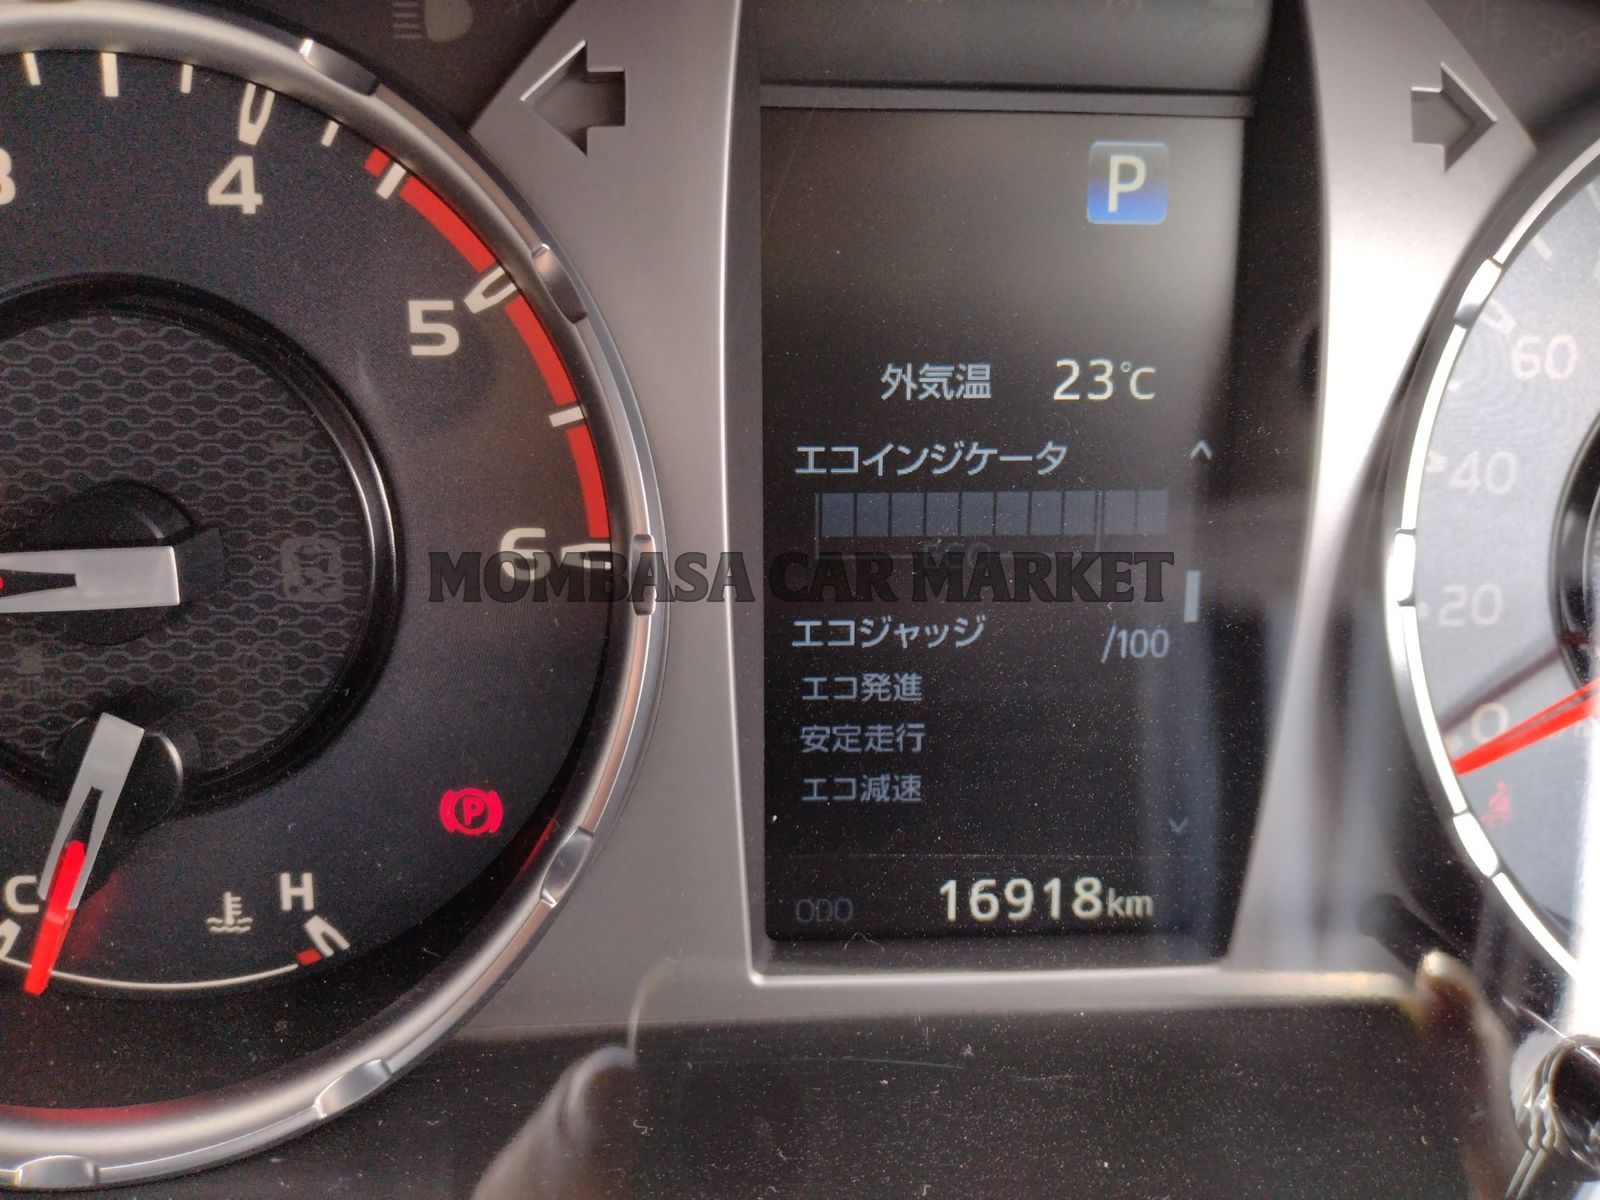 3
4
5
6
C
H
P
P
外気温 23℃
エコインジケータ
エコジャッジ /100
エコ発進
安定走行
エコ減速
ODO 16918km
60
40
20
0
MOMBASA CAR MARKET